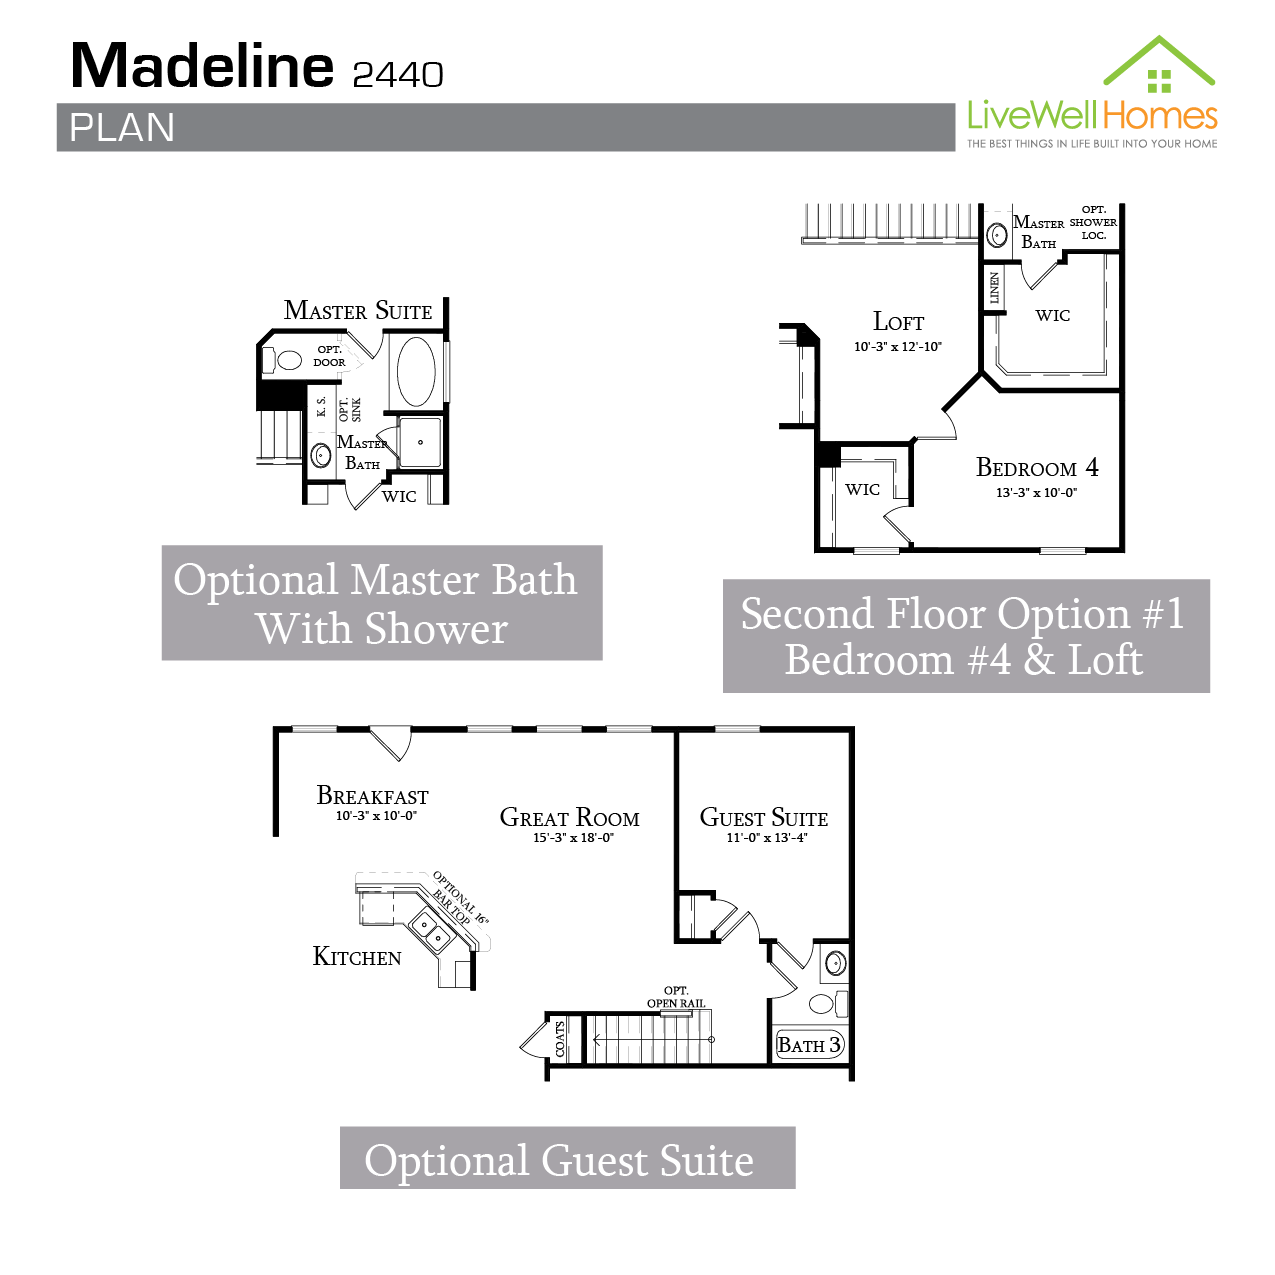 Madeline 2440
PLAN
LiveWell Homes
THE BEST THINGS IN LIFE BUILT INTO YOUR HOME
MASTER SUITE
OPT.
DOOR
K. S.
OPT.
SINK
MASTER
BATH
WIC
Optional Master Bath
With Shower
MASTER
BATH
OPT.
SHOWER
LOC.
LINEN
WIC
LOFT
10'-3" x 12'-10"
BEDROOM 4
13'-3" x 10'-0"
WIC
Second Floor Option #1
Bedroom #4 & Loft
BREAKFAST
10'-3" x 10'-0"
GREAT ROOM
15'-3" x 18'-0"
GUEST SUITE
11'-0" x 13'-4"
OPTIONAL 16"
BAR TOP
KITCHEN
OPT.
OPEN RAIL
COATS
BATH 3
Optional Guest Suite